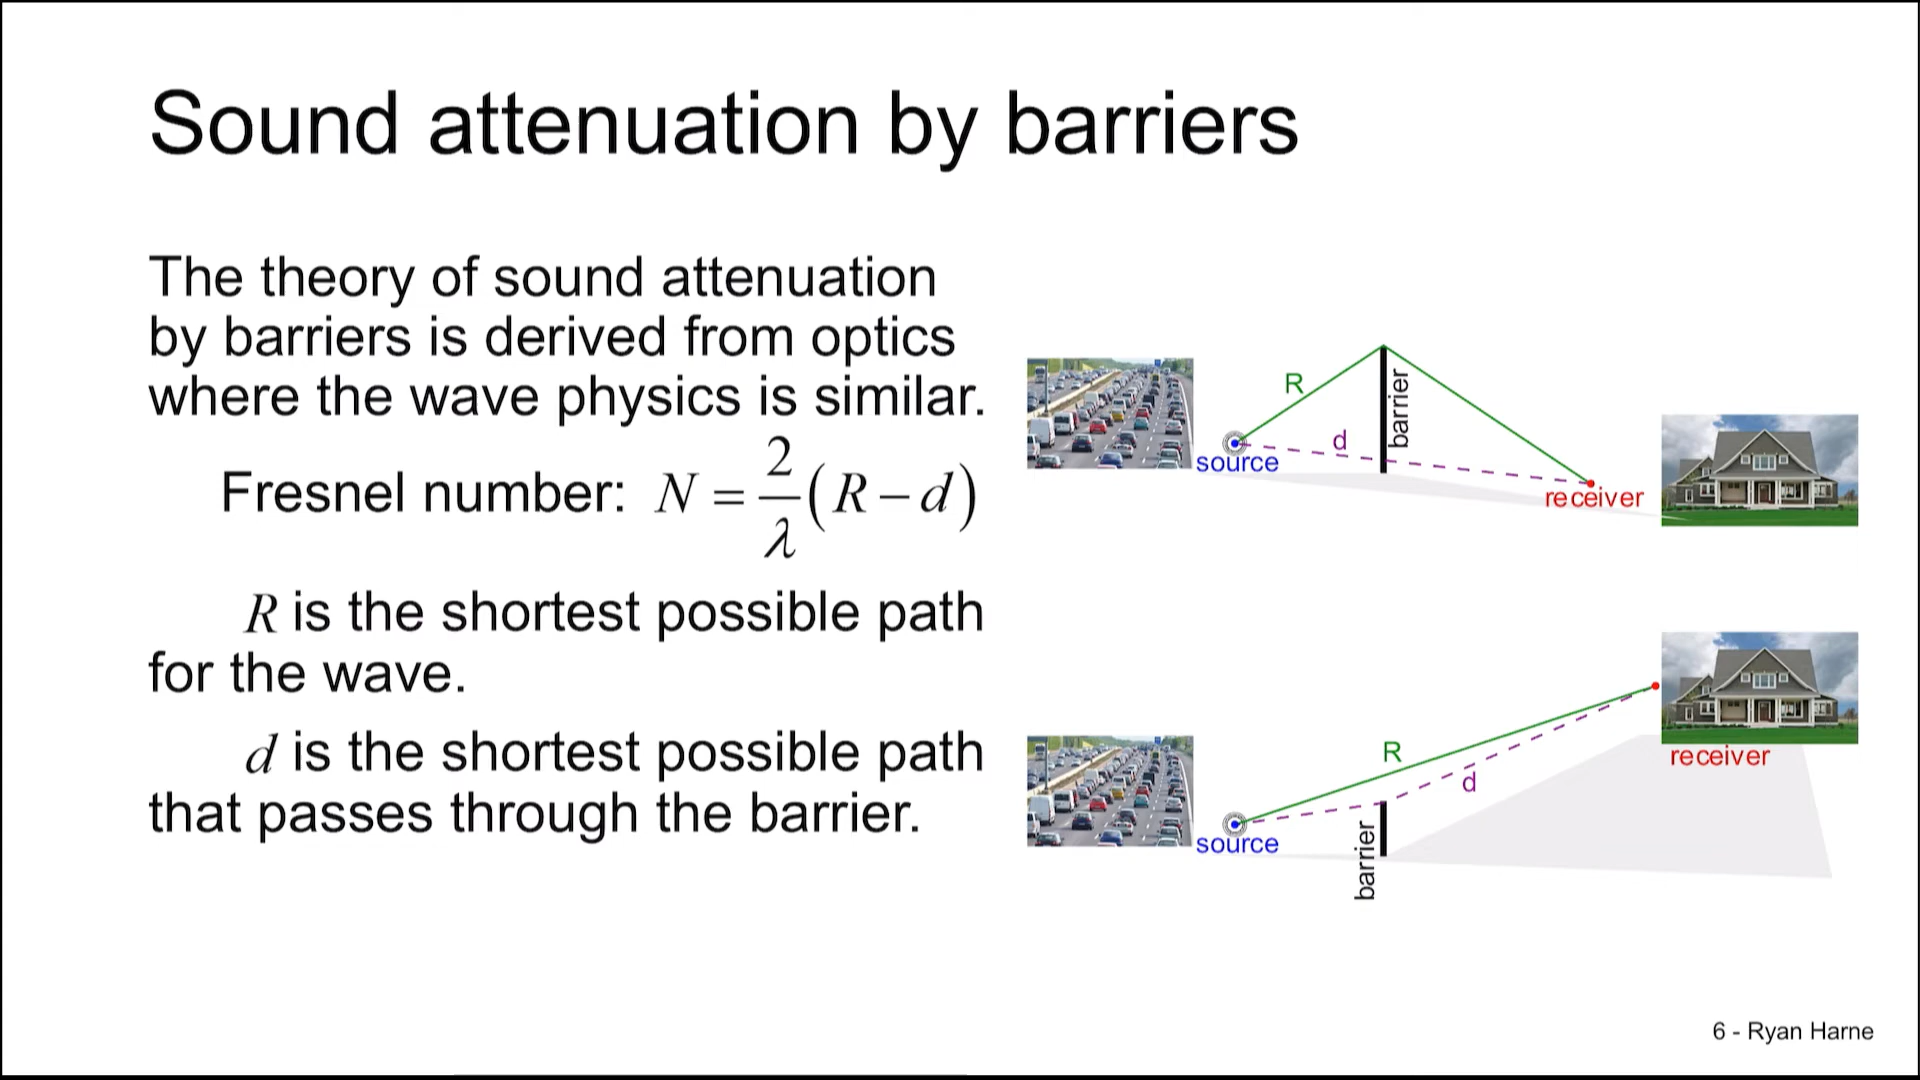 Sound attenuation by barriers
The theory of sound attenuation
by barriers is derived from optics
where the wave physics is similar.
Fresnel number: N = 2/λ (R − d)
R is the shortest possible path
for the wave.
d is the shortest possible path
that passes through the barrier.
R
d
barrier
source
receiver
R
d
barrier
source
receiver
6 - Ryan Harne